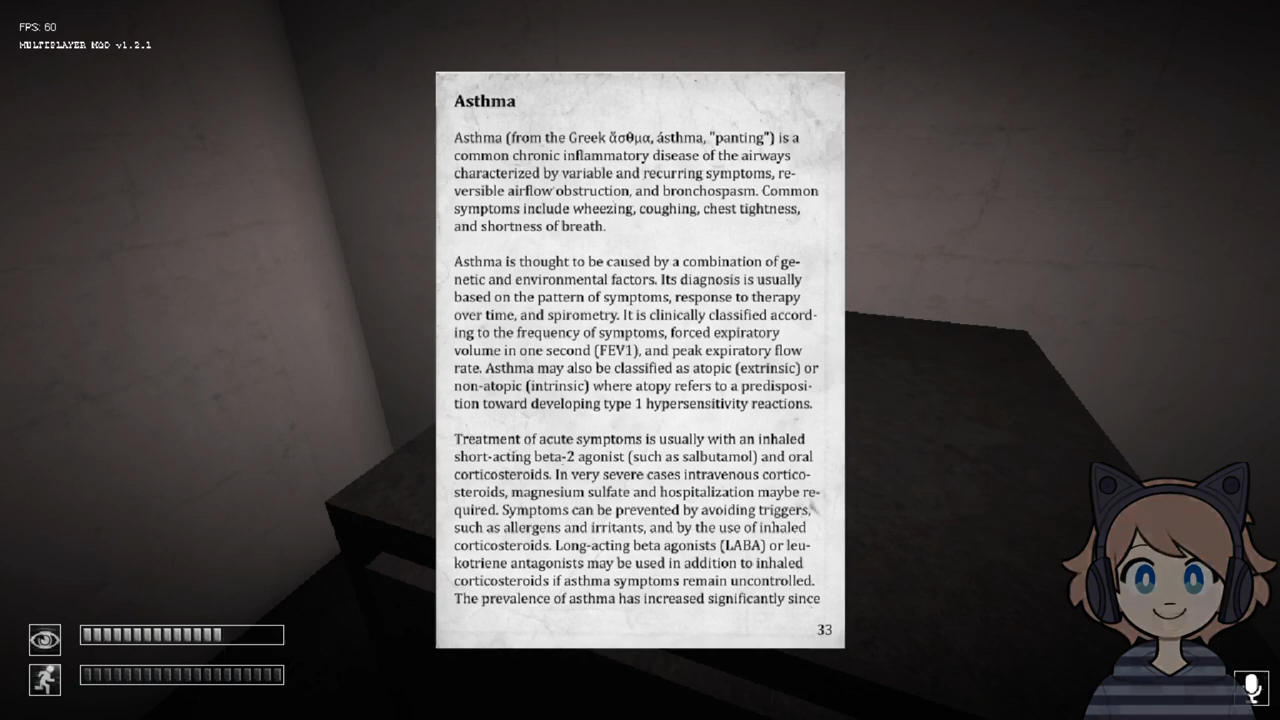 FPS: 60
MULTIPLAYER MOD v1.2.1
Asthma
Asthma (from the Greek ἄσθμα, ásthma, "panting") is a
common chronic inflammatory disease of the airways
characterized by variable and recurring symptoms, re-
versible airflow obstruction, and bronchospasm. Common
symptoms include wheezing, coughing, chest tightness,
and shortness of breath.
Asthma is thought to be caused by a combination of ge-
netic and environmental factors. Its diagnosis is usually
based on the pattern of symptoms, response to therapy
over time, and spirometry. It is clinically classified accord-
ing to the frequency of symptoms, forced expiratory
volume in one second (FEV1), and peak expiratory flow
rate. Asthma may also be classified as atopic (extrinsic) or
non-atopic (intrinsic) where atopy refers to a predisposi-
tion toward developing type 1 hypersensitivity reactions.
Treatment of acute symptoms is usually with an inhaled
short-acting beta-2 agonist (such as salbutamol) and oral
corticosteroids. In very severe cases intravenous cortico-
steroids, magnesium sulfate and hospitalization maybe re-
quired. Symptoms can be prevented by avoiding triggers,
such as allergens and irritants, and by the use of inhaled
corticosteroids. Long-acting beta agonists (LABA) or leu-
kotriene antagonists may be used in addition to inhaled
corticosteroids if asthma symptoms remain uncontrolled.
The prevalence of asthma has increased significantly since
33